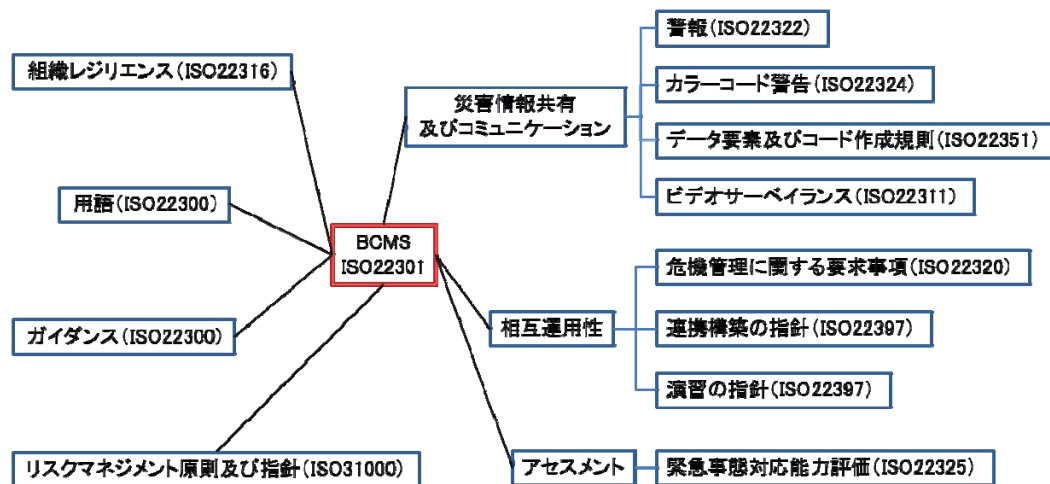 組織レジリエンス(ISO22316)
用語(ISO22300)
ガイダンス(ISO22300)
リスクマネジメント原則及び指針(ISO31000)
BCMS
ISO22301
災害情報共有
及びコミュニケーション
警報(ISO22322)
カラーコード警告(ISO22324)
データ要素及びコード作成規則(ISO22351)
ビデオサーベイランス(ISO22311)
相互運用性
危機管理に関する要求事項(ISO22320)
連携構築の指針(ISO22397)
演習の指針(ISO22397)
アセスメント
緊急事態対応能力評価(ISO22325)